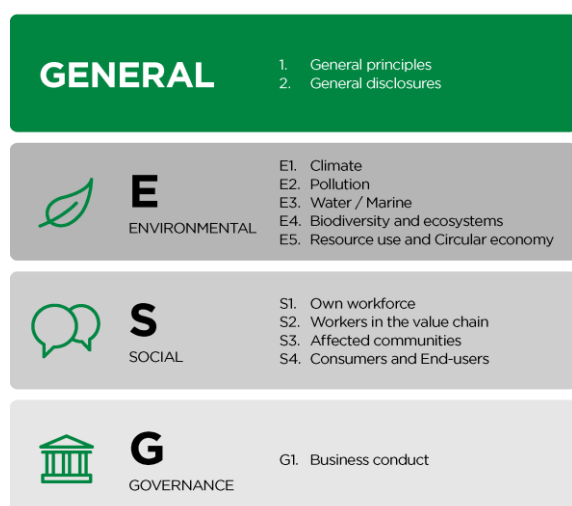 GENERAL
1. General principles
2. General disclosures
E
ENVIRONMENTAL
E1. Climate
E2. Pollution
E3. Water / Marine
E4. Biodiversity and ecosystems
E5. Resource use and Circular economy
S
SOCIAL
S1. Own workforce
S2. Workers in the value chain
S3. Affected communities
S4. Consumers and End-users
G
GOVERNANCE
G1. Business conduct